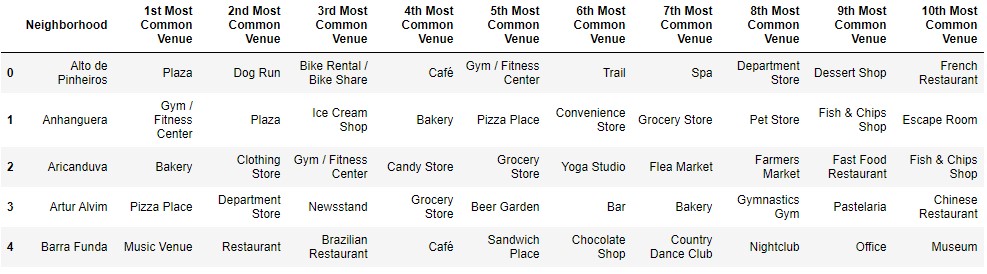 Neighborhood 1st Most Common Venue 2nd Most Common Venue 3rd Most Common Venue 4th Most Common Venue 5th Most Common Venue 6th Most Common Venue 7th Most Common Venue 8th Most Common Venue 9th Most Common Venue 10th Most Common Venue
0 Alto de Pinheiros Plaza Dog Run Bike Rental / Bike Share Café Gym / Fitness Center Trail Spa Department Store Dessert Shop French Restaurant
1 Anhanguera Gym / Fitness Center Plaza Ice Cream Shop Bakery Pizza Place Convenience Store Grocery Store Pet Store Fish & Chips Shop Escape Room
2 Aricanduva Bakery Clothing Store Gym / Fitness Center Candy Store Grocery Store Yoga Studio Flea Market Farmers Market Fast Food Restaurant Fish & Chips Shop
3 Artur Alvim Pizza Place Department Store Newsstand Grocery Store Beer Garden Bar Bakery Gymnastics Gym Pastelaria Chinese Restaurant
4 Barra Funda Music Venue Restaurant Brazilian Restaurant Café Sandwich Place Chocolate Shop Country Dance Club Nightclub Office Museum